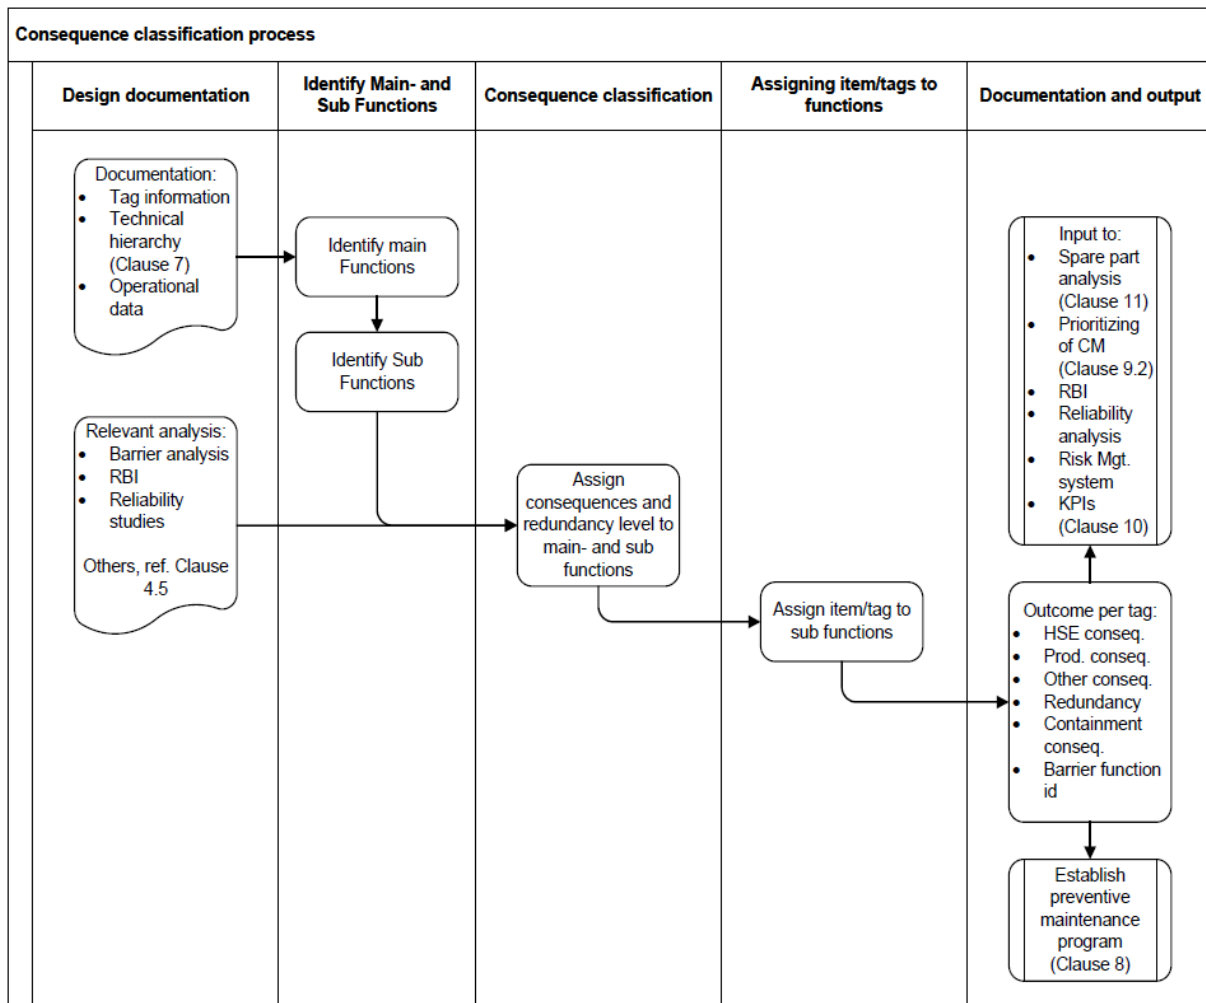 Consequence classification process
Design documentation
Identify Main- and
Sub Functions
Consequence classification
Assigning item/tags to
functions
Documentation and output
Documentation:
• Tag information
• Technical
hierarchy
(Clause 7)
• Operational
data
Relevant analysis:
• Barrier analysis
• RBI
• Reliability
studies
Others, ref. Clause
4.5
Identify main
Functions
Identify Sub
Functions
Assign
consequences and
redundancy level to
main- and sub
functions
Assign item/tag to
sub functions
Input to:
• Spare part
analysis
(Clause 11)
• Prioritizing
of CM
(Clause 9.2)
• RBI
• Reliability
analysis
• Risk Mgt.
system
• KPIs
(Clause 10)
Outcome per tag:
• HSE conseq.
• Prod. conseq.
• Other conseq.
• Redundancy
• Containment
conseq.
• Barrier function
id
Establish
preventive
maintenance
program
(Clause 8)